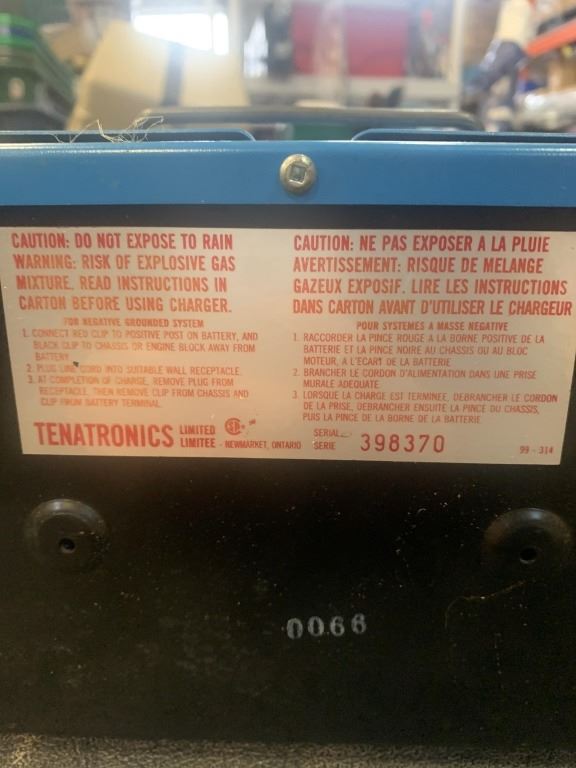 CAUTION: DO NOT EXPOSE TO RAIN
WARNING: RISK OF EXPLOSIVE GAS
MIXTURE. READ INSTRUCTIONS IN
CARTON BEFORE USING CHARGER.
FOR NEGATIVE GROUNDED SYSTEM
1. CONNECT RED CLIP TO POSITIVE POST ON BATTERY, AND
BLACK CLIP TO CHASSIS OR ENGINE BLOCK AWAY FROM
BATTERY
2. PLUG LINE CORD INTO SUITABLE WALL RECEPTACLE.
3. AT COMPLETION OF CHARGE, REMOVE PLUG FROM
RECEPTACLE. THEN REMOVE CLIP FROM CHASSIS AND
CLIP FROM BATTERY TERMINAL.
CAUTION: NE PAS EXPOSER A LA PLUIE
AVERTISSEMENT: RISQUE DE MELANGE
GAZEUX EXPOSIF. LIRE LES INSTRUCTIONS
DANS CARTON AVANT D'UTILISER LE CHARGEUR
POUR SYSTEMES A MASSE NEGATIVE
1. RACCORDER LA PINCE ROUGE A LA BORNE POSITIVE DE LA
BATTERIE ET LA PINCE NOIRE AU CHASSIS OU AU BLOC
MOTEUR, A L'ECART DE LA BATTERIE
2. BRANCHER LE CORDON D'ALIMENTATION DANS UNE PRISE
MURALE ADEQUATE.
3. LORSQUE LA CHARGE EST TERMINEE, DEBRANCHER LE CORDON
DE LA PRISE, DEBRANCHER ENSUITE LA PINCE DU CHASSIS,
PUIS LA PINCE DE LA BORNE DE LA BATTERIE
TENATRONICS LIMITED
LIMITEE - NEWMARKET, ONTARIO
SERIAL
SERIE 398370
99-314
0066